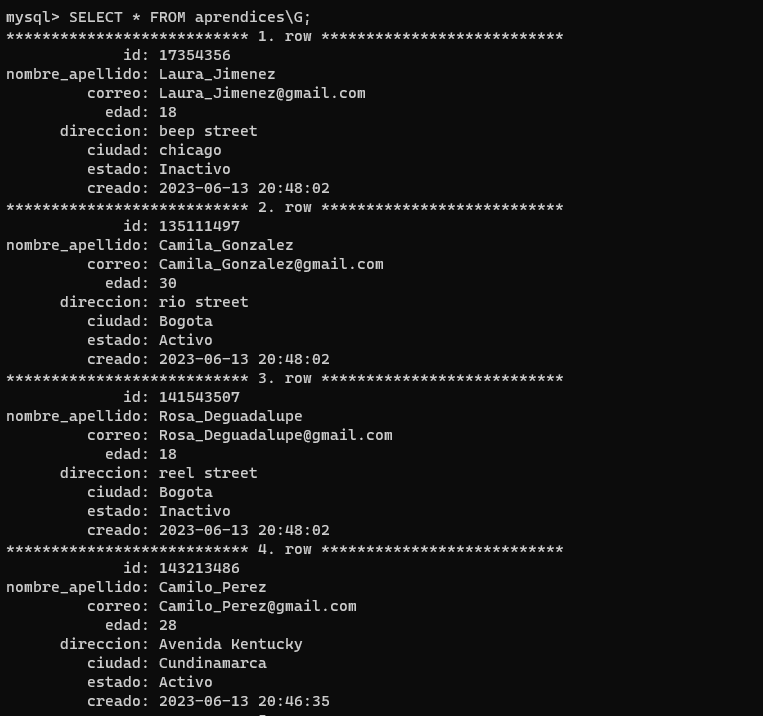 mysql> SELECT * FROM aprendices\G;
*************************** 1. row ***************************
id: 17354356
nombre_apellido: Laura_Jimenez
correo: Laura_Jimenez@gmail.com
edad: 18
direccion: beep street
ciudad: chicago
estado: Inactivo
creado: 2023-06-13 20:48:02
*************************** 2. row ***************************
id: 135111497
nombre_apellido: Camila_Gonzalez
correo: Camila_Gonzalez@gmail.com
edad: 30
direccion: rio street
ciudad: Bogota
estado: Activo
creado: 2023-06-13 20:48:02
*************************** 3. row ***************************
id: 141543507
nombre_apellido: Rosa_Deguadalupe
correo: Rosa_Deguadalupe@gmail.com
edad: 18
direccion: reel street
ciudad: Bogota
estado: Inactivo
creado: 2023-06-13 20:48:02
*************************** 4. row ***************************
id: 143213486
nombre_apellido: Camilo_Perez
correo: Camilo_Perez@gmail.com
edad: 28
direccion: Avenida Kentucky
ciudad: Cundinamarca
estado: Activo
creado: 2023-06-13 20:46:35